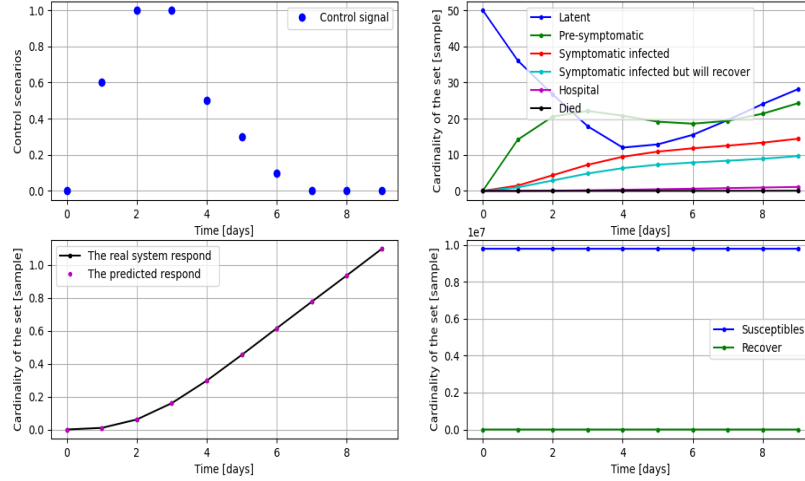 1.0
0.8
0.6
0.4
0.2
0.0
Control scenarios
Control signal
0 2 4 6 8
Time [days]
50
40
30
20
10
0
Cardinality of the set [sample]
Latent
Pre-symptomatic
Symptomatic infected
Symptomatic infected but will recover
Hospital
Died
0 2 4 6 8
Time [days]
1.0
0.8
0.6
0.4
0.2
0.0
Cardinality of the set [sample]
The real system respond
The predicted respond
0 2 4 6 8
Time [days]
1e7
1.0
0.8
0.6
0.4
0.2
0.0
Cardinality of the set [sample]
Susceptibles
Recover
0 2 4 6 8
Time [days]